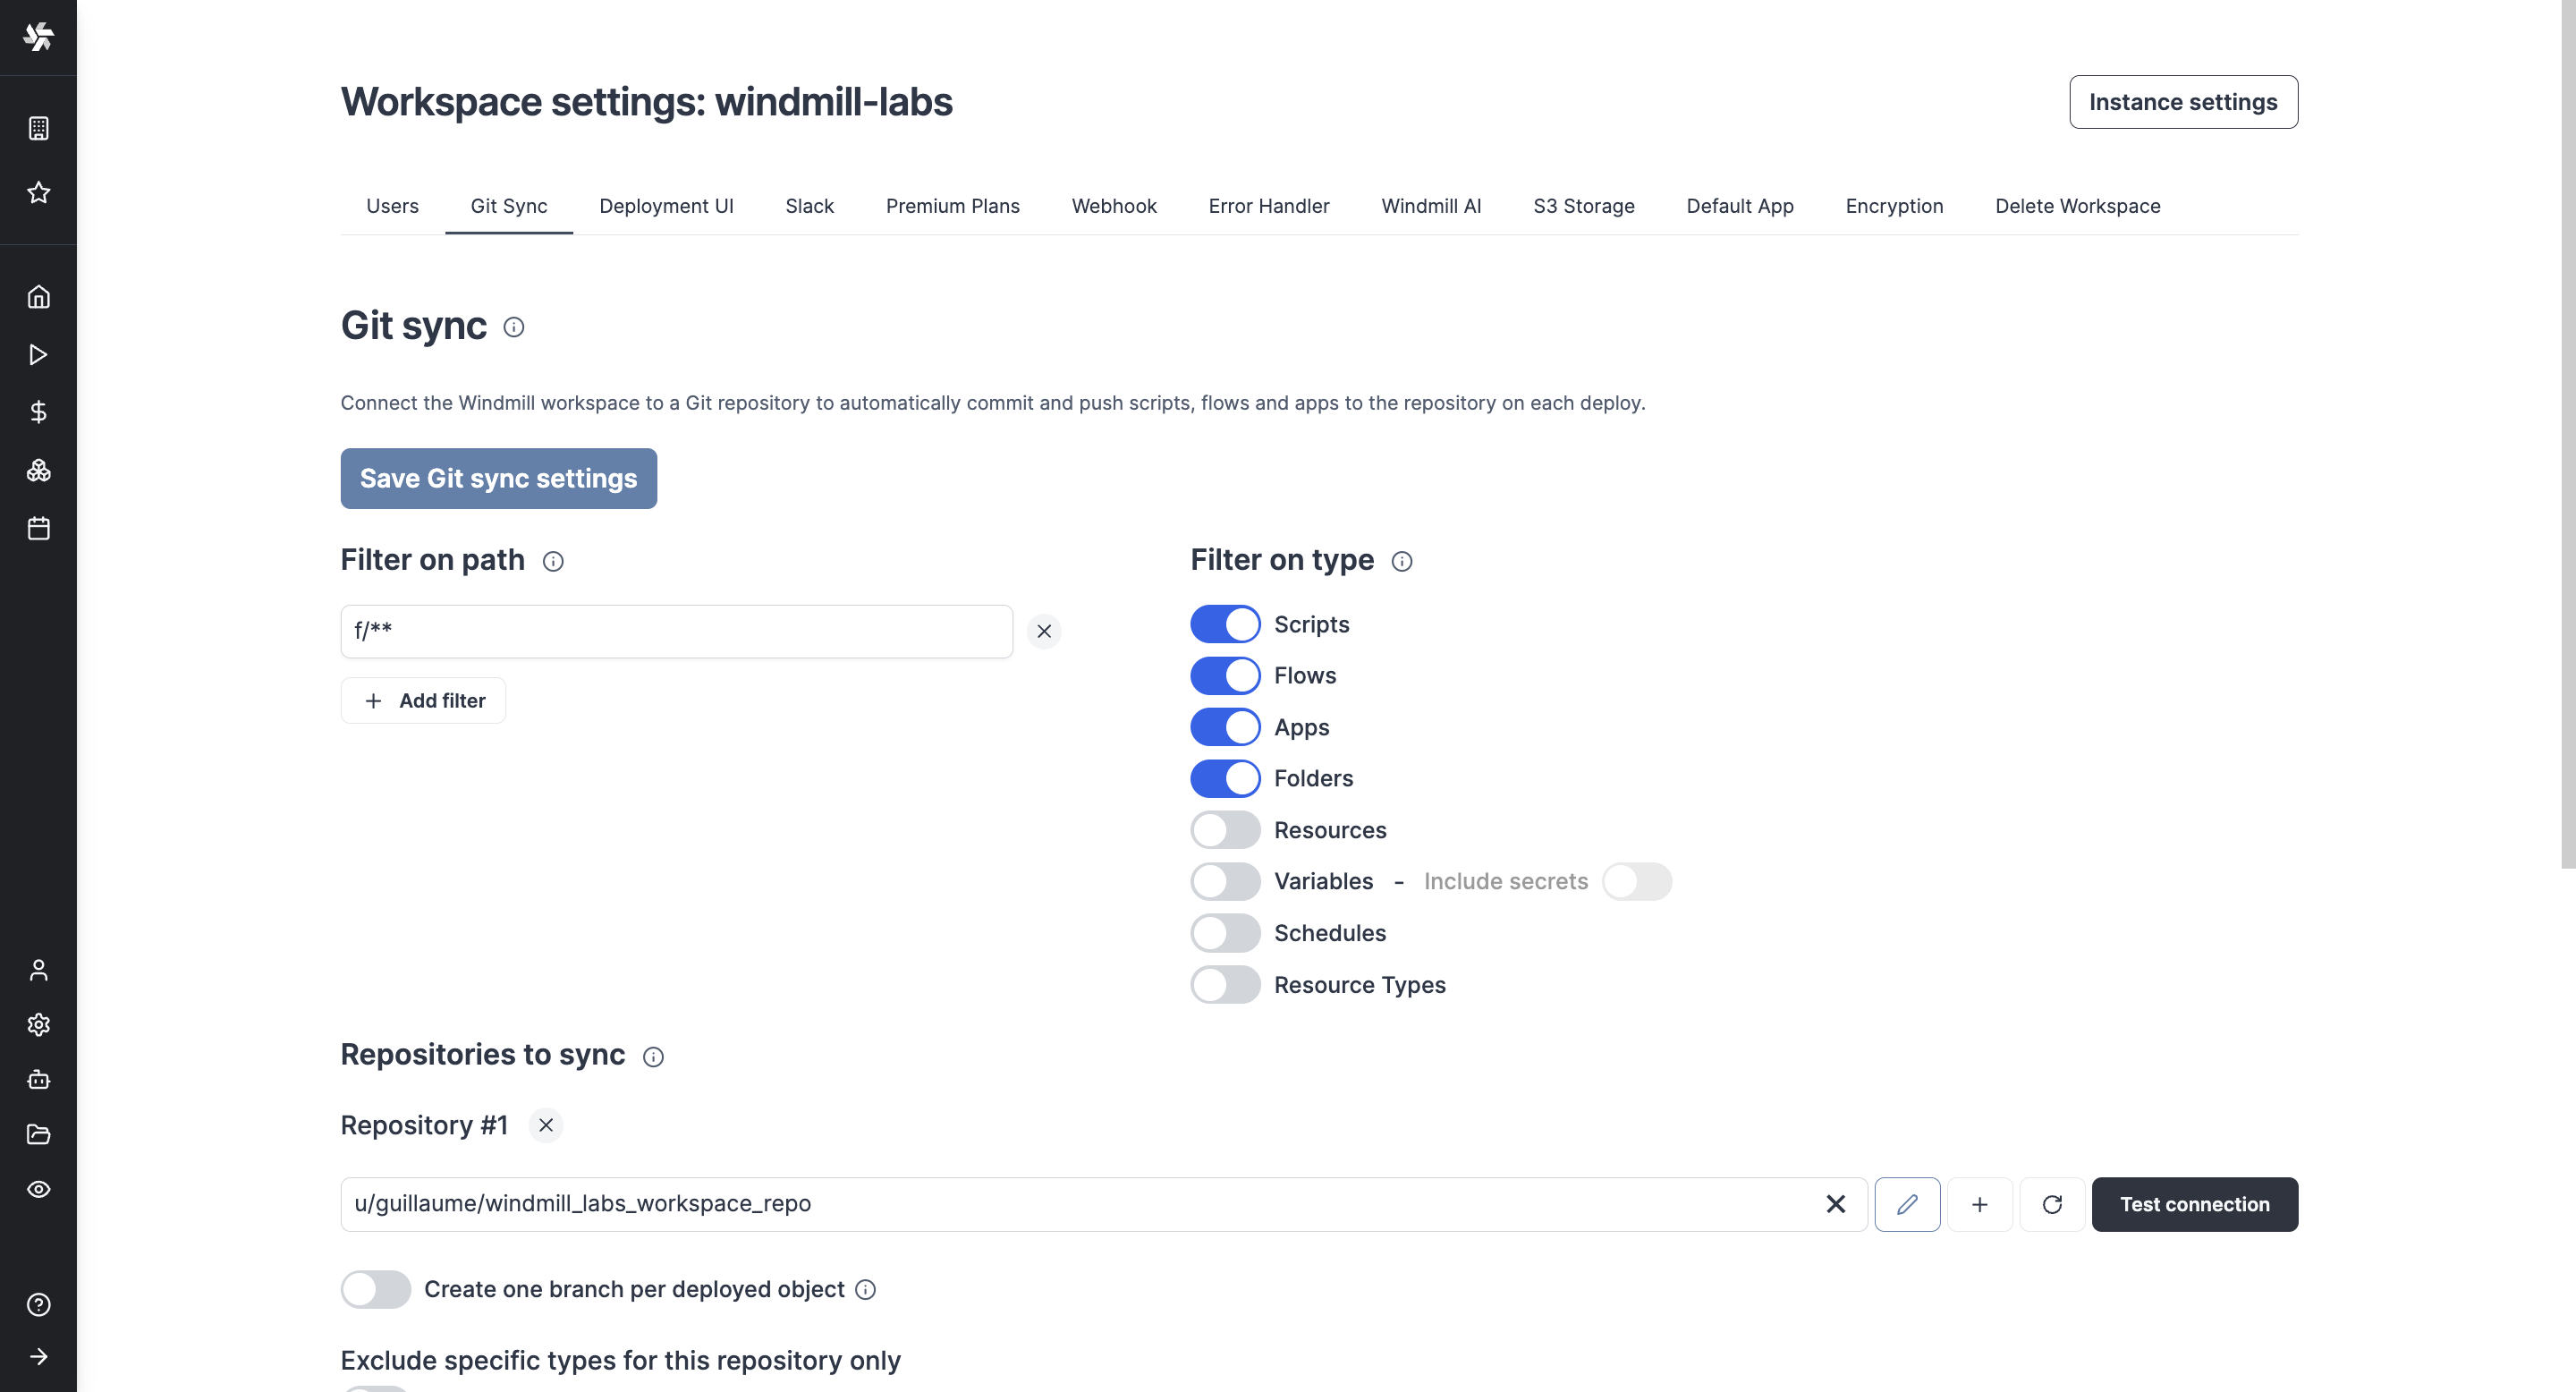 Workspace settings: windmill-labs
Instance settings
Users Git Sync Deployment UI Slack Premium Plans Webhook Error Handler Windmill AI S3 Storage Default App Encryption Delete Workspace
Git sync
Connect the Windmill workspace to a Git repository to automatically commit and push scripts, flows and apps to the repository on each deploy.
Save Git sync settings
Filter on path
f/**
+ Add filter
Filter on type
Scripts
Flows
Apps
Folders
Resources
Variables - Include secrets
Schedules
Resource Types
Repositories to sync
Repository #1
u/guillaume/windmill_labs_workspace_repo
Test connection
Create one branch per deployed object
Exclude specific types for this repository only